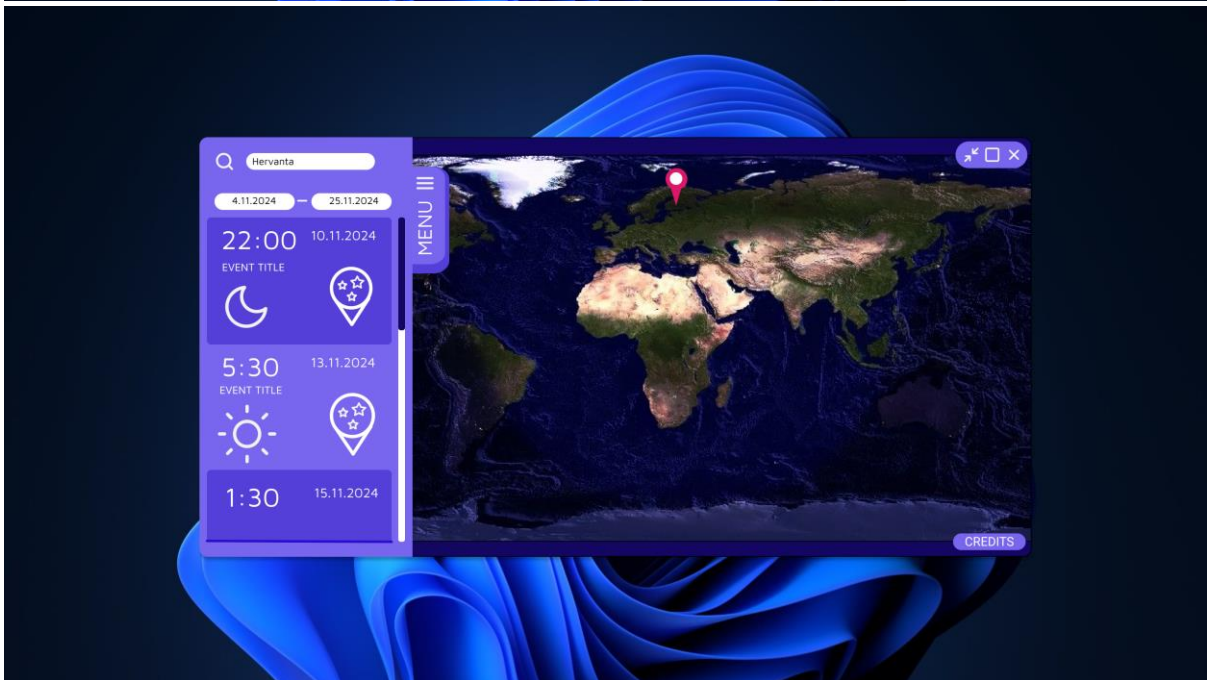 Hervanta
4.11.2024 – 25.11.2024
MENU
22:00 10.11.2024
EVENT TITLE
5:30 13.11.2024
EVENT TITLE
1:30 15.11.2024
CREDITS